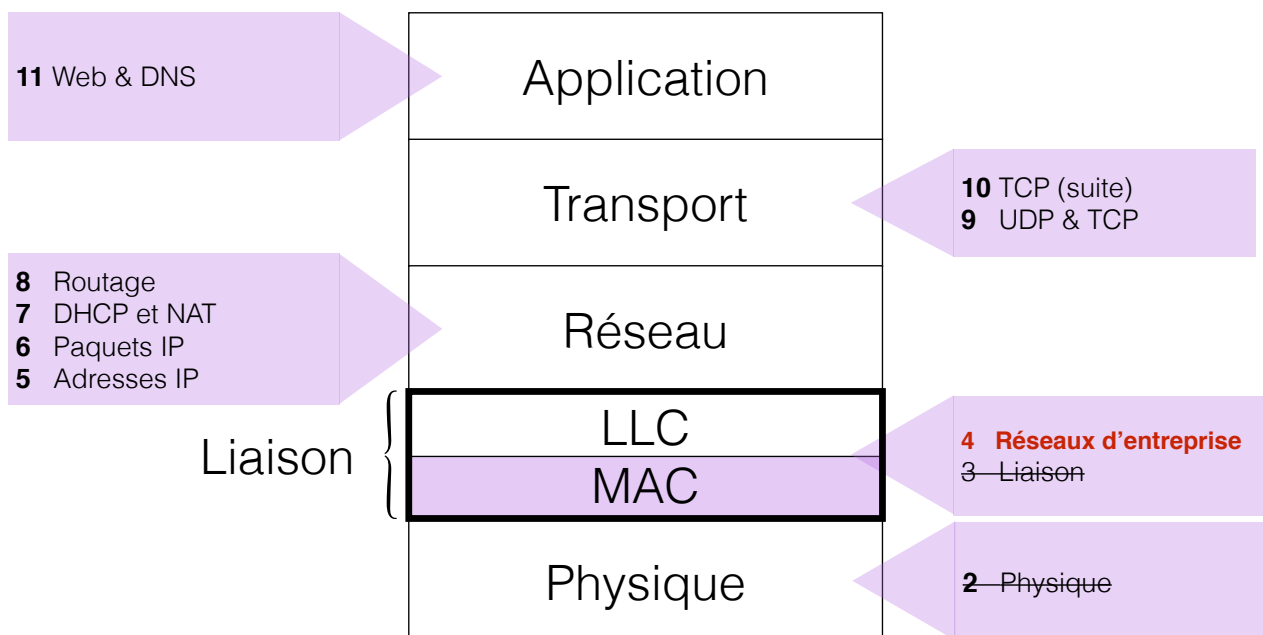 11 Web & DNS
Application
Transport
10 TCP (suite)
9 UDP & TCP
8 Routage
7 DHCP et NAT
6 Paquets IP
5 Adresses IP
Réseau
Liaison
LLC
MAC
4 Réseaux d'entreprise
3 Liaison
Physique
2 Physique